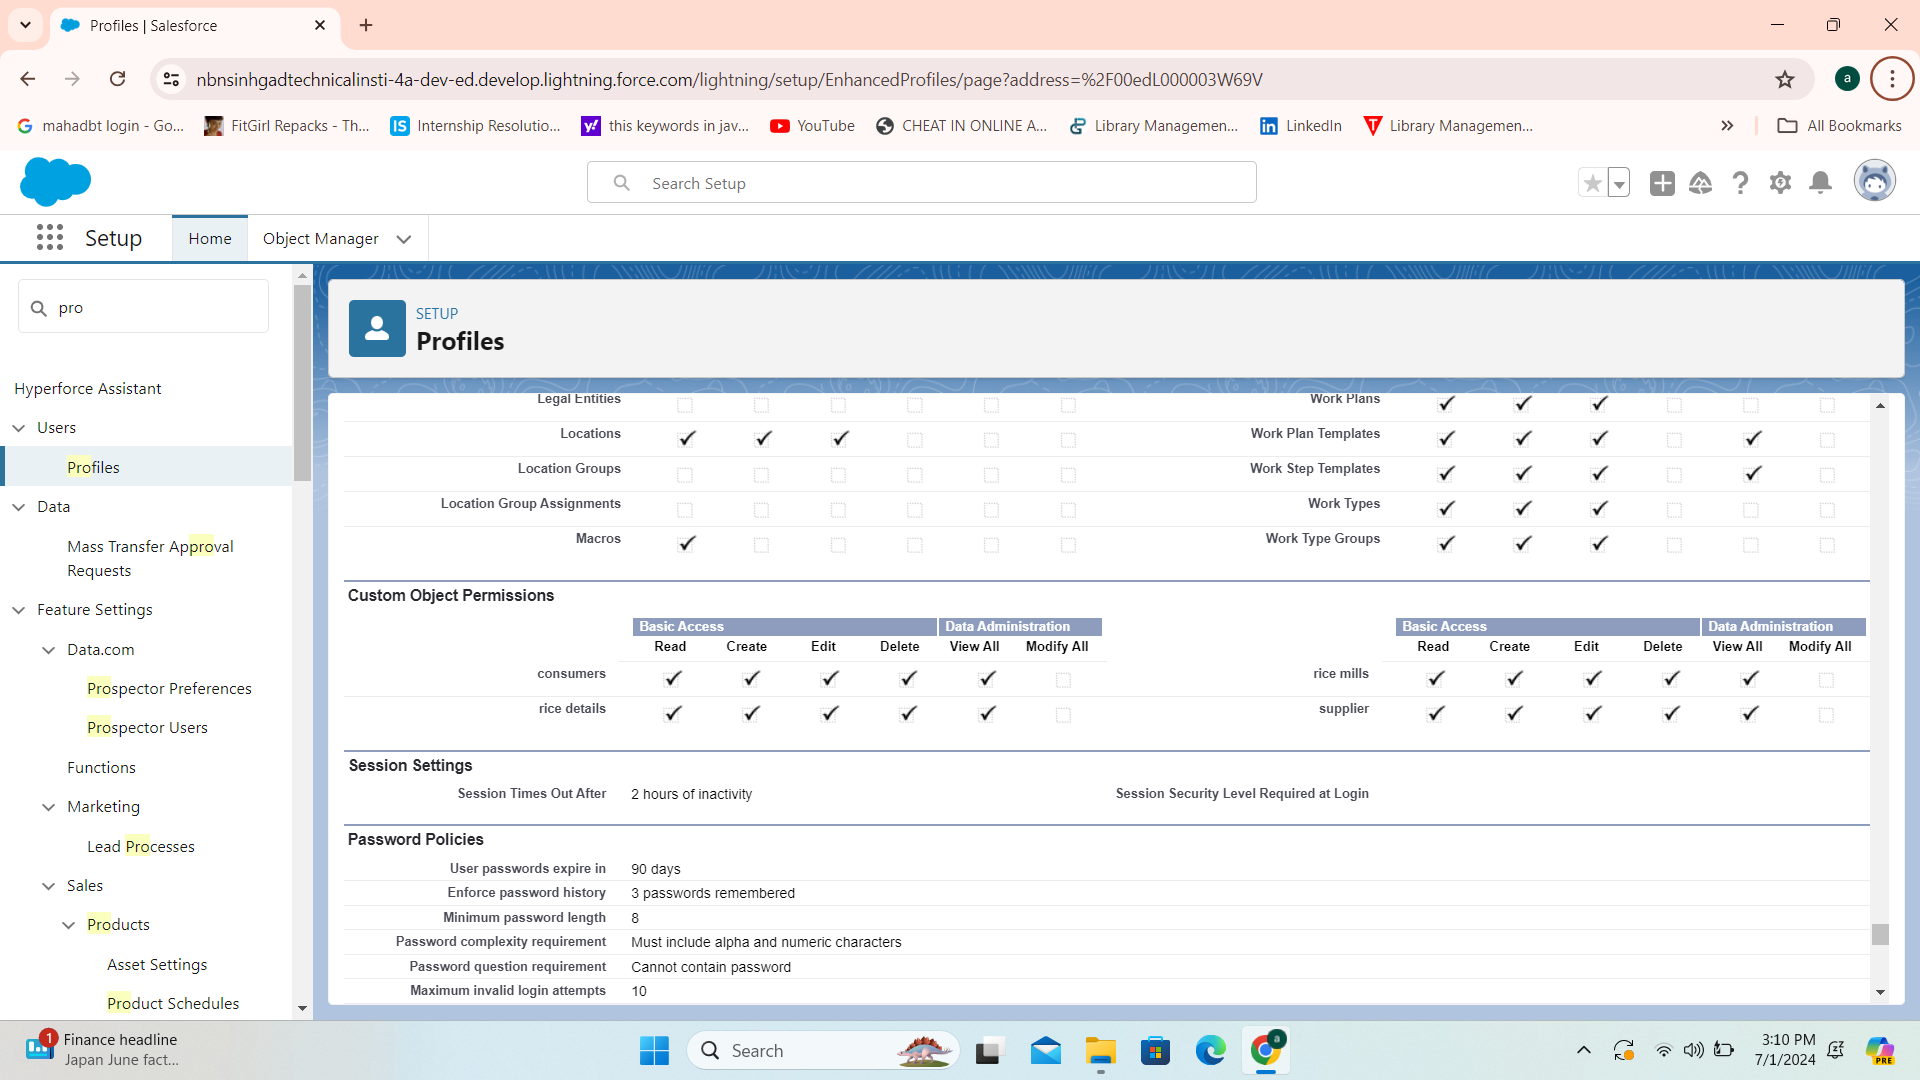 Profiles | Salesforce
nbnsinhgadtechnicalinsti-4a-dev-ed.develop.lightning.force.com/lightning/setup/EnhancedProfiles/page?address=%2F00edL000003W69V
a
mahadbt login - Go...
FitGirl Repacks - Th...
IS Internship Resolutio...
y! this keywords in jav...
YouTube
CHEAT IN ONLINE A...
Library Managemen...
in LinkedIn
Library Managemen...
All Bookmarks
Search Setup
Setup
Home
Object Manager
pro
Hyperforce Assistant
Users
Profiles
Data
Mass Transfer Approval
Requests
Feature Settings
Data.com
Prospector Preferences
Prospector Users
Functions
Marketing
Lead Processes
Sales
Products
Asset Settings
Product Schedules
SETUP
Profiles
Legal Entities Work Plans
Locations Work Plan Templates
Location Groups Work Step Templates
Location Group Assignments Work Types
Macros Work Type Groups
Custom Object Permissions
Basic Access Data Administration Basic Access Data Administration
Read Create Edit Delete View All Modify All Read Create Edit Delete View All Modify All
consumers rice mills
rice details supplier
Session Settings
Session Times Out After 2 hours of inactivity Session Security Level Required at Login
Password Policies
User passwords expire in 90 days
Enforce password history 3 passwords remembered
Minimum password length 8
Password complexity requirement Must include alpha and numeric characters
Password question requirement Cannot contain password
Maximum invalid login attempts 10
1
Finance headline
Japan June fact...
Search
a
3:10 PM
7/1/2024
PRE